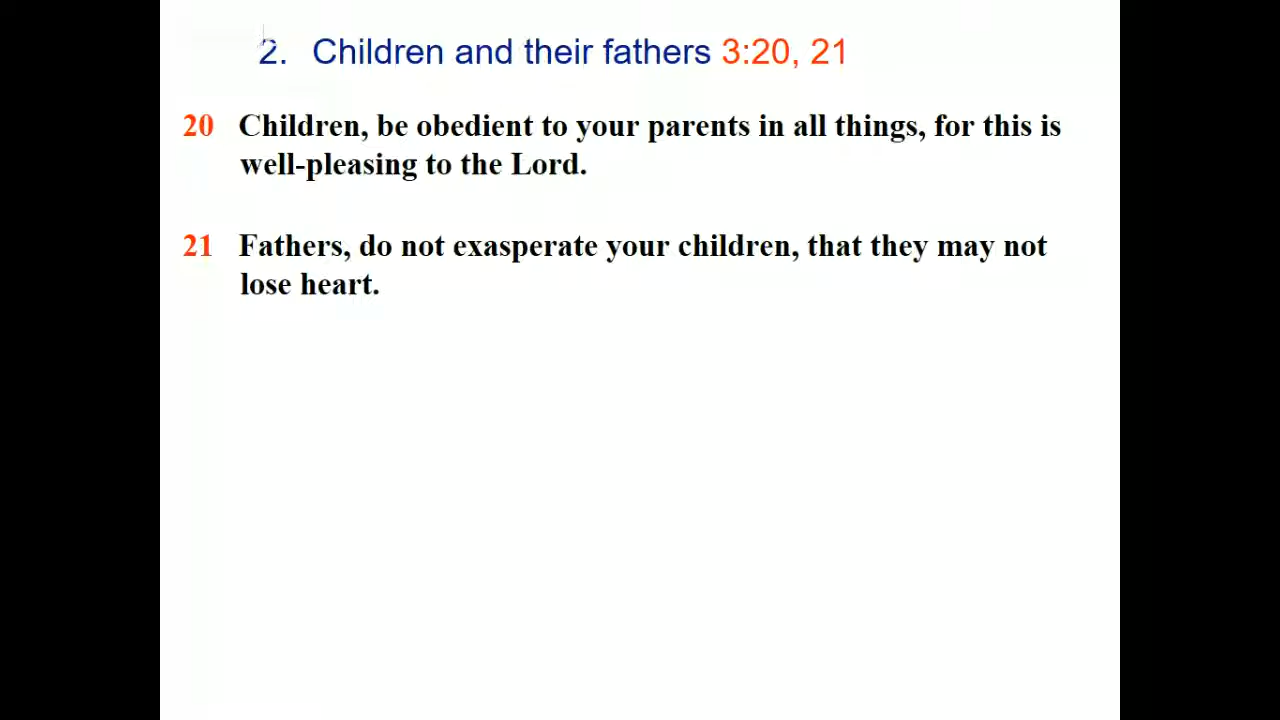 2. Children and their fathers 3:20, 21
20 Children, be obedient to your parents in all things, for this is
well-pleasing to the Lord.
21 Fathers, do not exasperate your children, that they may not
lose heart.